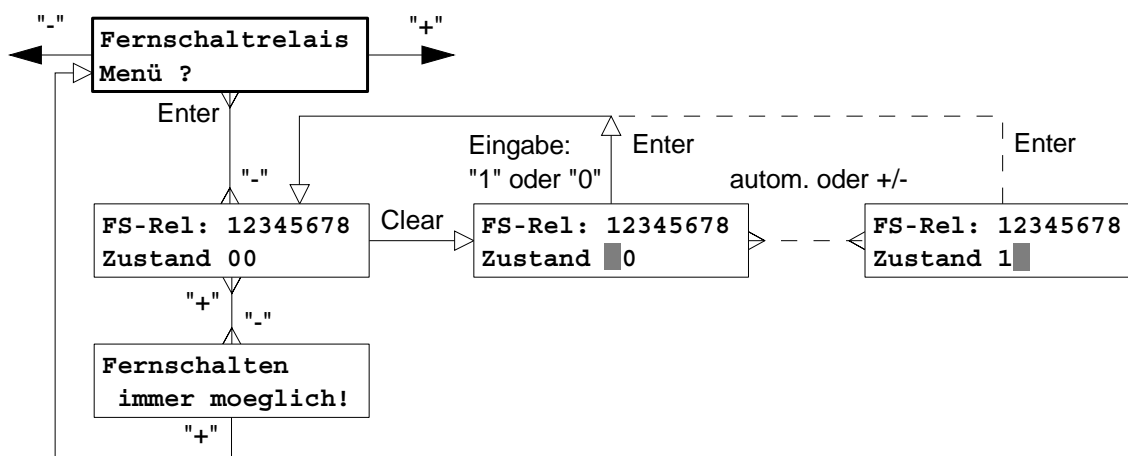 "-"
"+"
Fernschaltrelais
Menü ?
Enter
Eingabe:
"1" oder "0"
Enter
Enter
autom. oder +/-
"-"
FS-Rel: 12345678
Zustand 00
Clear
FS-Rel: 12345678
Zustand 0
FS-Rel: 12345678
Zustand 1
"+"
"-"
Fernschalten
immer moeglich!
"+"